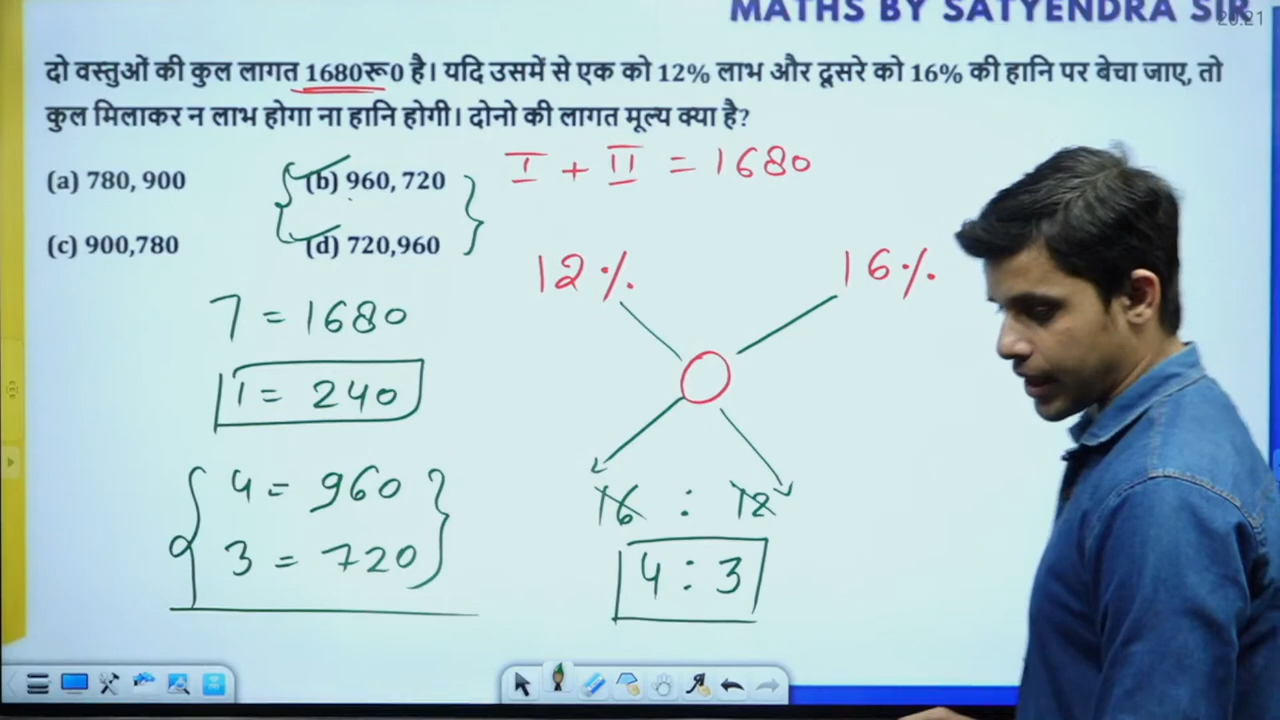 MATHS BY SATYENDRA SIR
20:21
दो वस्तुओं की कुल लागत 1680रू0 है। यदि उसमें से एक को 12% लाभ और दूसरे को 16% की हानि पर बेचा जाए, तो
कुल मिलाकर न लाभ होगा ना हानि होगी। दोनो की लागत मूल्य क्या है?
(a) 780, 900
(b) 960, 720
(c) 900,780
(d) 720,960
I + II = 1680
12%
16%
7 = 1680
1 = 240
4 = 960
3 = 720
16 : 12
4 : 3